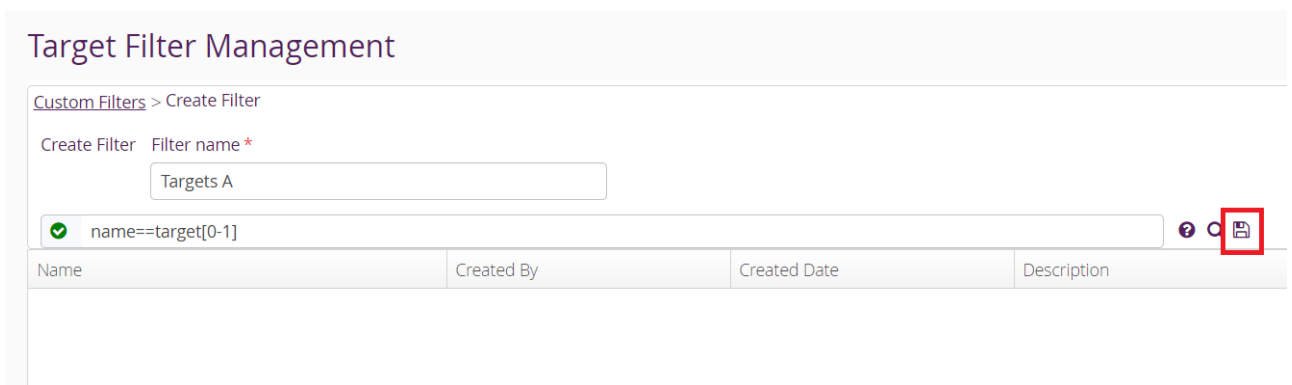 Target Filter Management
Custom Filters > Create Filter
Create Filter Filter name *
Targets A
name==target[0-1]
Name Created By Created Date Description